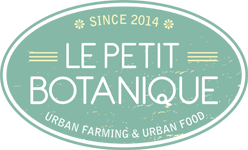 SINCE 2014
LE PETIT
BOTANIQUE
URBAN FARMING & URBAN FOOD